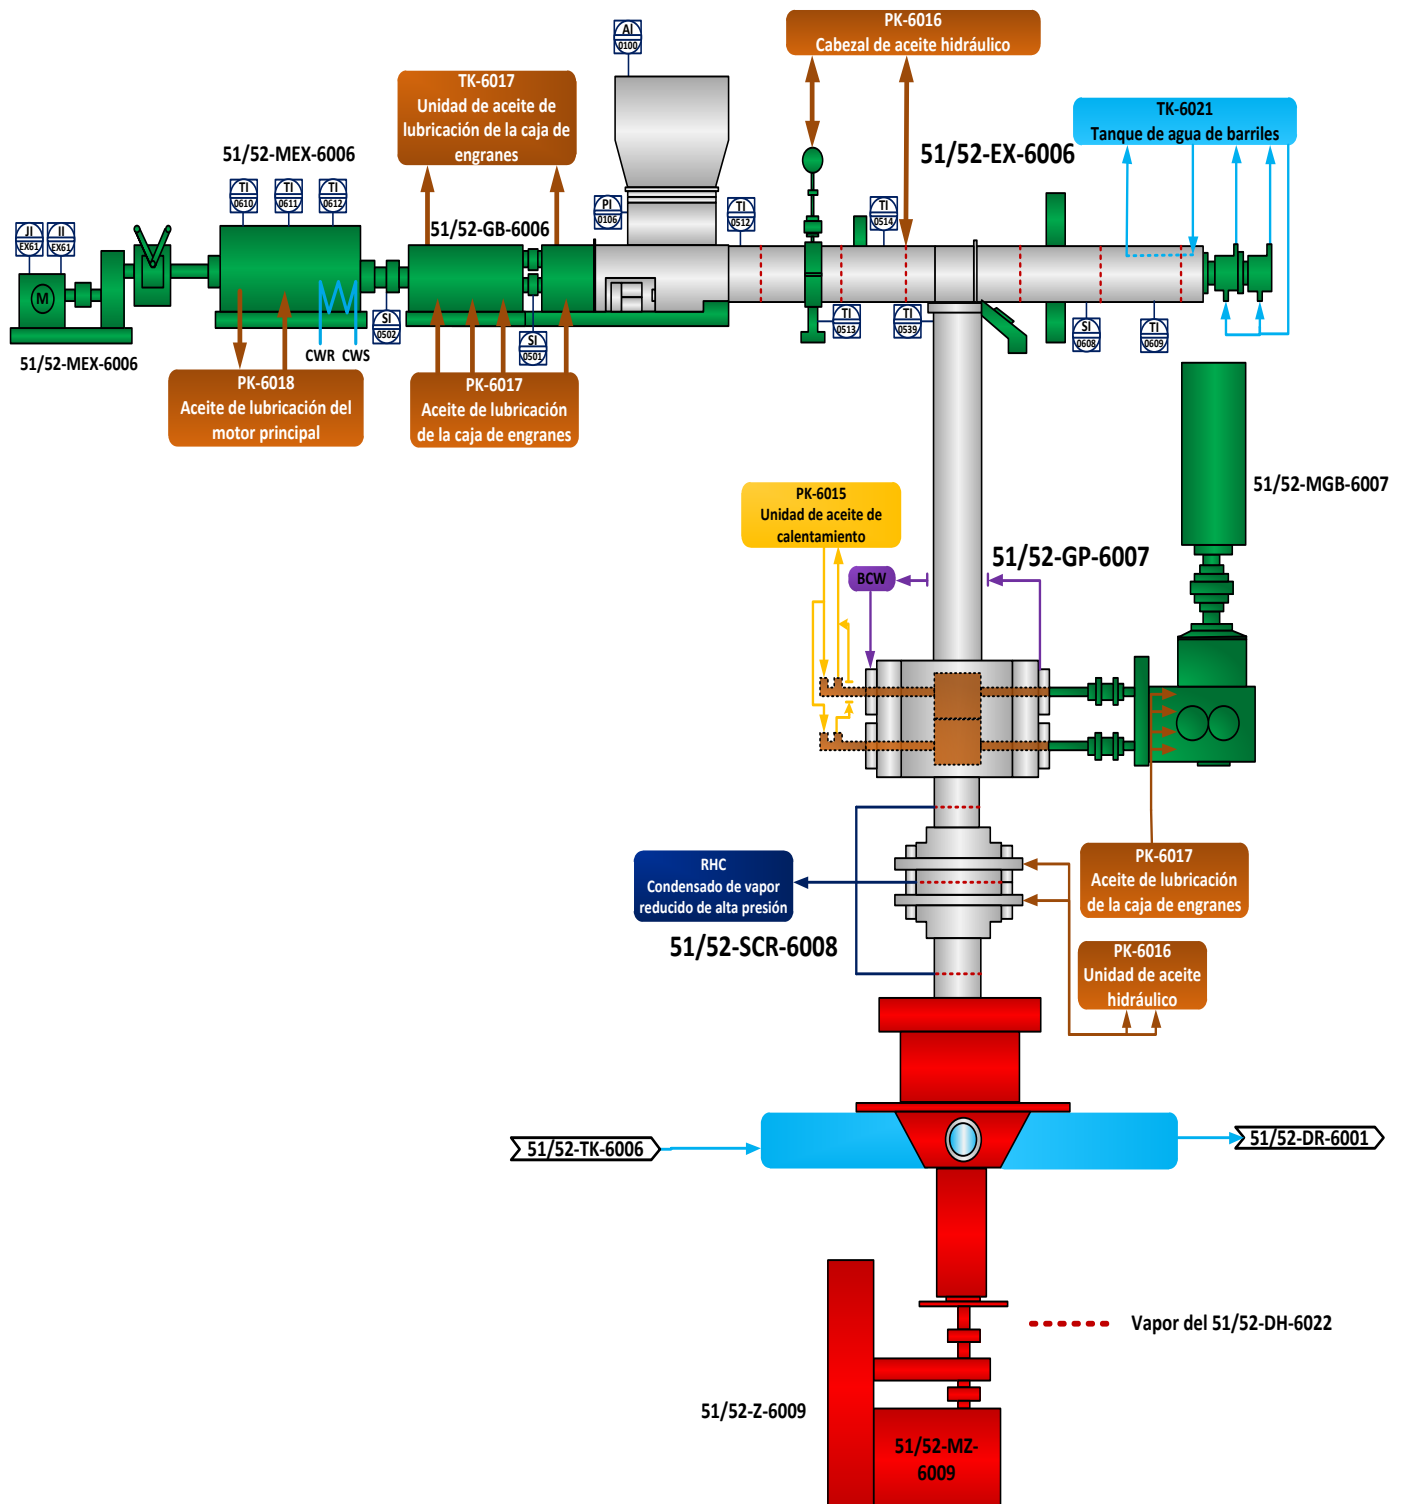 AI
0100
PK-6016
Cabezal de aceite hidráulico
TK-6017
Unidad de aceite de
lubricación de la caja de
engranes
TK-6021
Tanque de agua de barriles
51/52-EX-6006
51/52-MEX-6006
TI
0610
TI
0611
TI
0612
PI
0106
TI
0512
TI
0514
JI
EX61
II
EX61
51/52-GB-6006
M
SI
0502
SI
0501
TI
0513
TI
0539
SI
0608
TI
0609
CWR
CWS
51/52-MEX-6006
PK-6018
Aceite de lubricación del
motor principal
PK-6017
Aceite de lubricación
de la caja de engranes
PK-6015
Unidad de aceite de
calentamiento
51/52-MGB-6007
51/52-GP-6007
BCW
RHC
Condensado de vapor
reducido de alta presión
PK-6017
Aceite de lubricación
de la caja de engranes
51/52-SCR-6008
PK-6016
Unidad de aceite
hidráulico
51/52-TK-6006
51/52-DR-6001
Vapor del 51/52-DH-6022
51/52-Z-6009
51/52-MZ-
6009